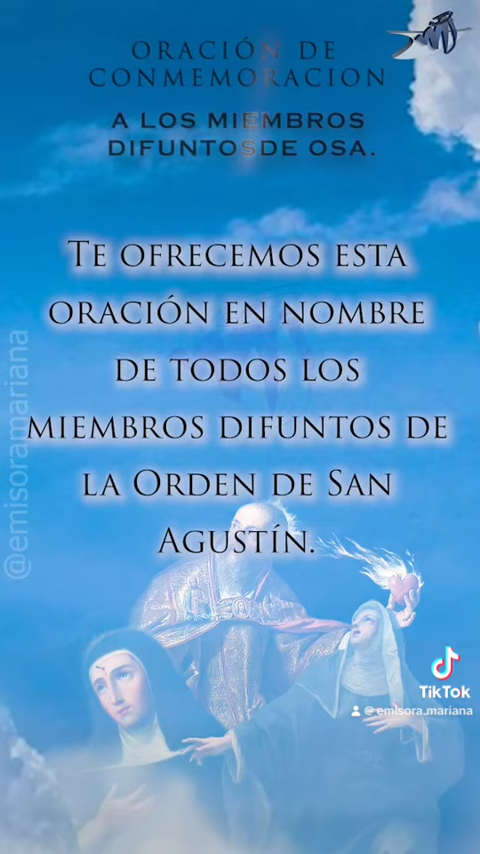 ORACIÓN DE
CONMEMORACION
A LOS MIEMBROS
DIFUNTOSDE OSA.
TE OFRECEMOS ESTA
ORACIÓN EN NOMBRE
DE TODOS LOS
MIEMBROS DIFUNTOS DE
LA ORDEN DE SAN
AGUSTÍN.
@emisoramariana
TikTok
@emisora.mariana